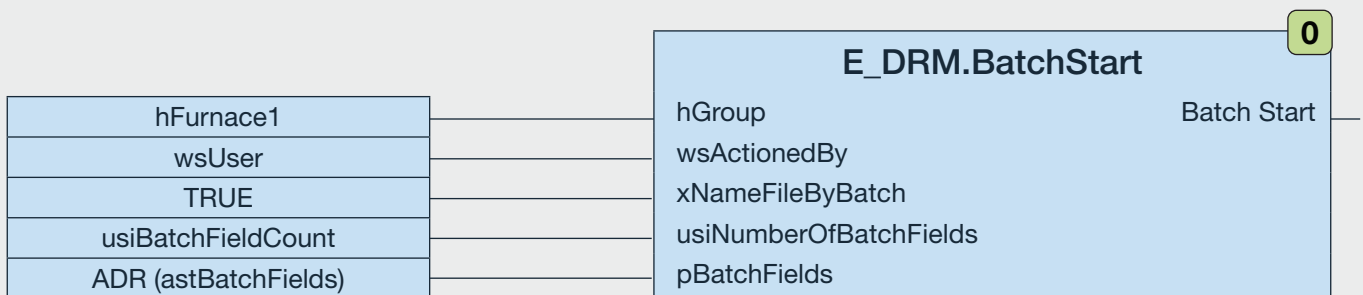 0
E_DRM.BatchStart
hFurnace1
hGroup
Batch Start
wsUser
wsActionedBy
TRUE
xNameFileByBatch
usiBatchFieldCount
usiNumberOfBatchFields
ADR (astBatchFields)
pBatchFields